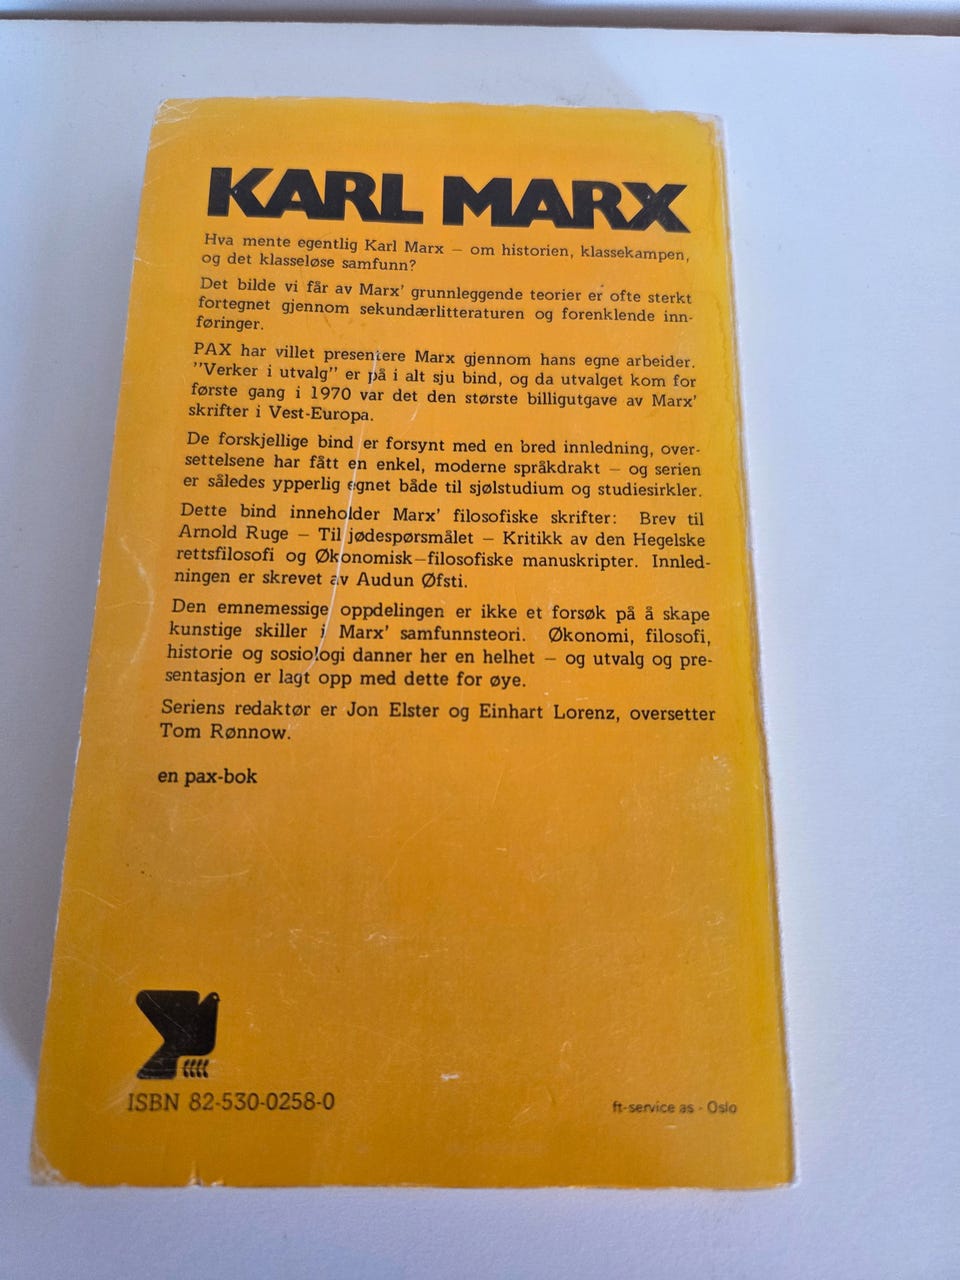 KARL MARX
Hva mente egentlig Karl Marx – om historien, klassekampen,
og det klasseløse samfunn?
Det bilde vi får av Marx' grunnleggende teorier er ofte sterkt
fortegnet gjennom sekundærlitteraturen og forenklende inn-
føringer.
PAX har villet presentere Marx gjennom hans egne arbeider.
"Verker i utvalg" er på i alt sju bind, og da utvalget kom for
første gang i 1970 var det den største billigutgave av Marx'
skrifter i Vest-Europa.
De forskjellige bind er forsynt med en bred innledning, over-
settelsene har fått en enkel, moderne språkdrakt – og serien
er således ypperlig egnet både til sjølstudium og studiesirkler.
Dette bind inneholder Marx' filosofiske skrifter: Brev til
Arnold Ruge – Til jødespørsmålet – Kritikk av den Hegelske
rettsfilosofi og Økonomisk–filosofiske manuskripter. Innled-
ningen er skrevet av Audun Øfsti.
Den emnemessige oppdelingen er ikke et forsøk på å skape
kunstige skiller i Marx' samfunnsteori. Økonomi, filosofi,
historie og sosiologi danner her en helhet – og utvalg og pre-
sentasjon er lagt opp med dette for øye.
Seriens redaktør er Jon Elster og Einhart Lorenz, oversetter
Tom Rønnow.
en pax-bok
ISBN 82-530-0258-0
ft-service as - Oslo